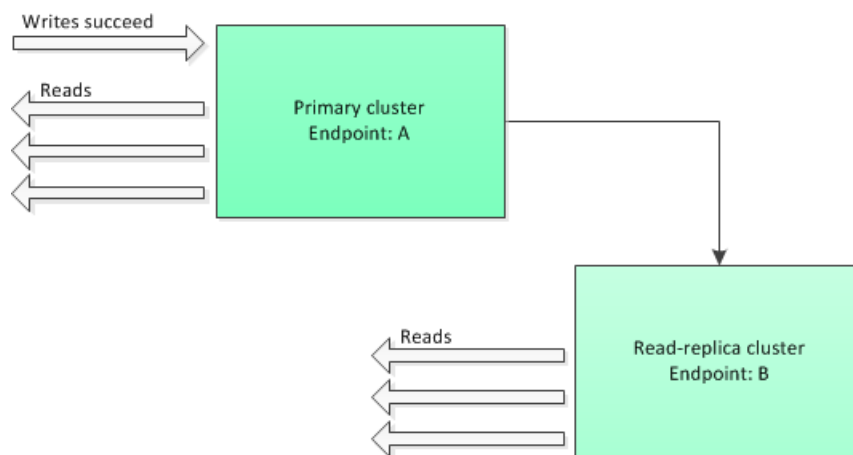 Writes succeed
Reads
Primary cluster
Endpoint: A
Reads
Read-replica cluster
Endpoint: B